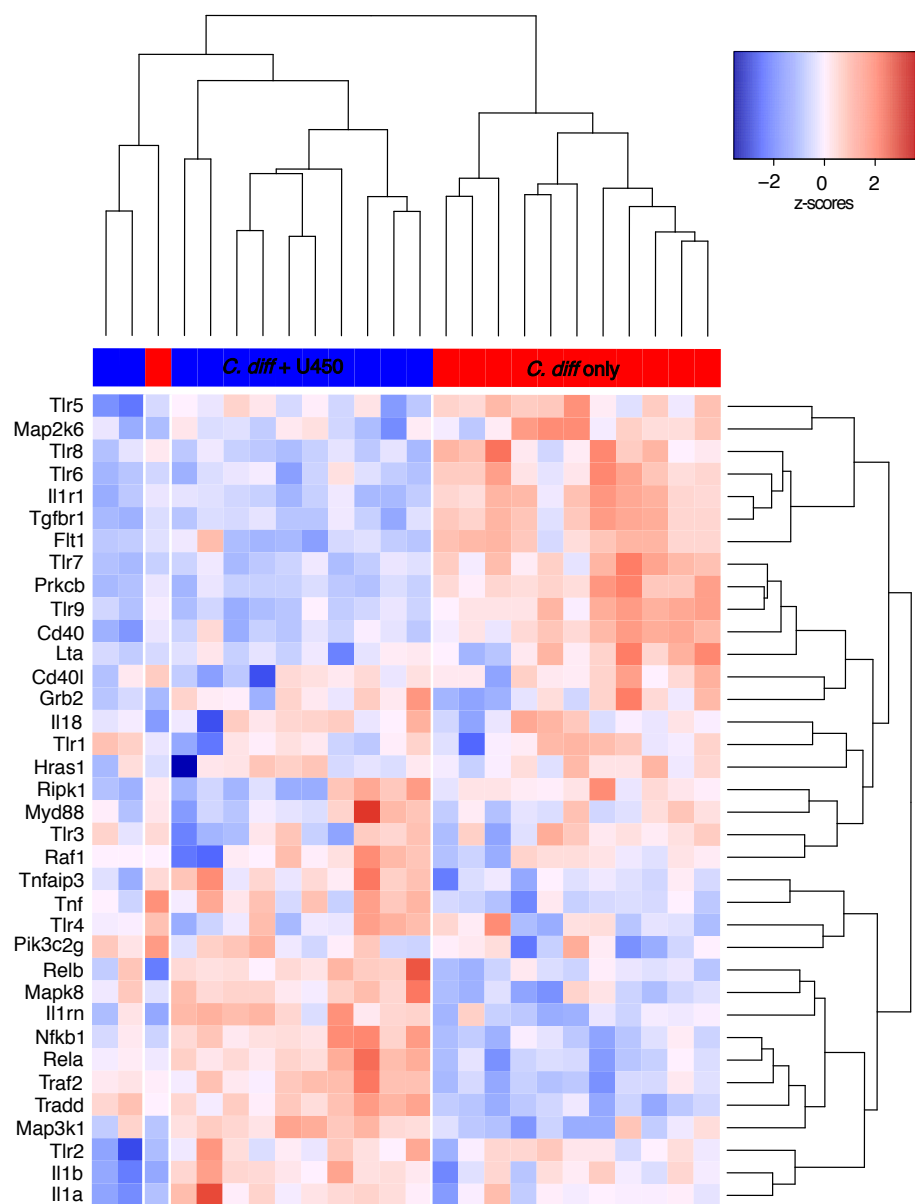 −2 0 2
z-scores
C. diff + U450 C. diff only
Tlr5
Map2k6
Tlr8
Tlr6
Il1r1
Tgfbr1
Flt1
Tlr7
Prkcb
Tlr9
Cd40
Lta
Cd40l
Grb2
Il18
Tlr1
Hras1
Ripk1
Myd88
Tlr3
Raf1
Tnfaip3
Tnf
Tlr4
Pik3c2g
Relb
Mapk8
Il1rn
Nfkb1
Rela
Traf2
Tradd
Map3k1
Tlr2
Il1b
Il1a